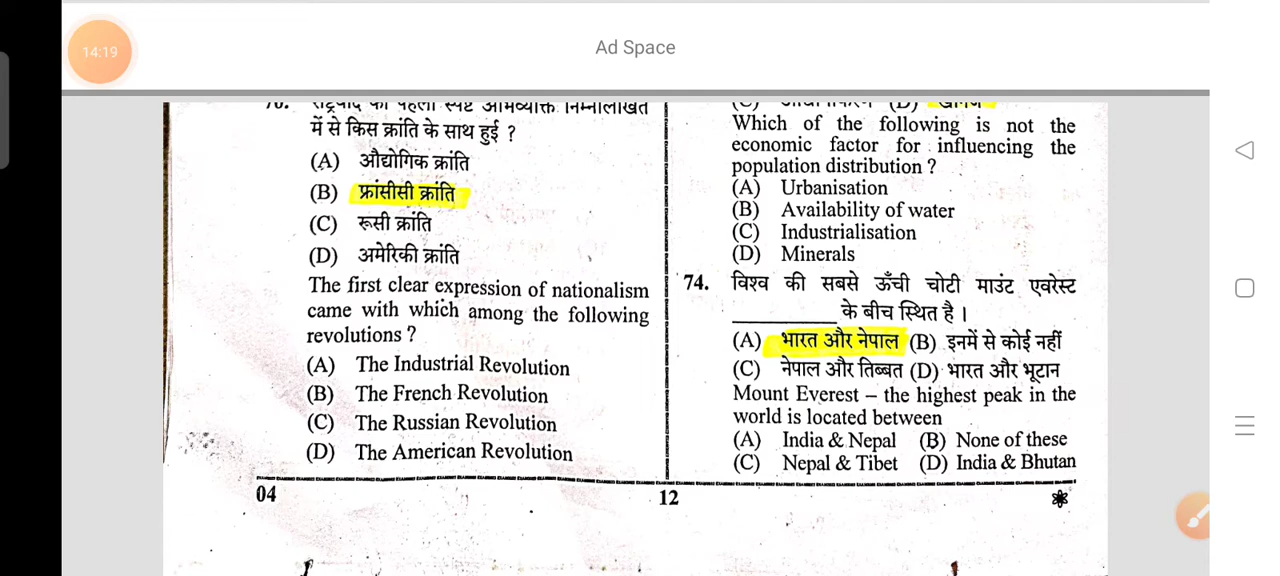 14:19
Ad Space
में से किस क्रांति के साथ हुई ?
(A) औद्योगिक क्रांति
(B) फ्रांसीसी क्रांति
(C) रूसी क्रांति
(D) अमेरिकी क्रांति
The first clear expression of nationalism
came with which among the following
revolutions ?
(A) The Industrial Revolution
(B) The French Revolution
(C) The Russian Revolution
(D) The American Revolution
04
Which of the following is not the
economic factor for influencing the
population distribution ?
(A) Urbanisation
(B) Availability of water
(C) Industrialisation
(D) Minerals
74. विश्व की सबसे ऊँची चोटी माउंट एवरेस्ट
__________ के बीच स्थित है ।
(A) भारत और नेपाल (B) इनमें से कोई नहीं
(C) नेपाल और तिब्बत (D) भारत और भूटान
Mount Everest – the highest peak in the
world is located between
(A) India & Nepal (B) None of these
(C) Nepal & Tibet (D) India & Bhutan
12